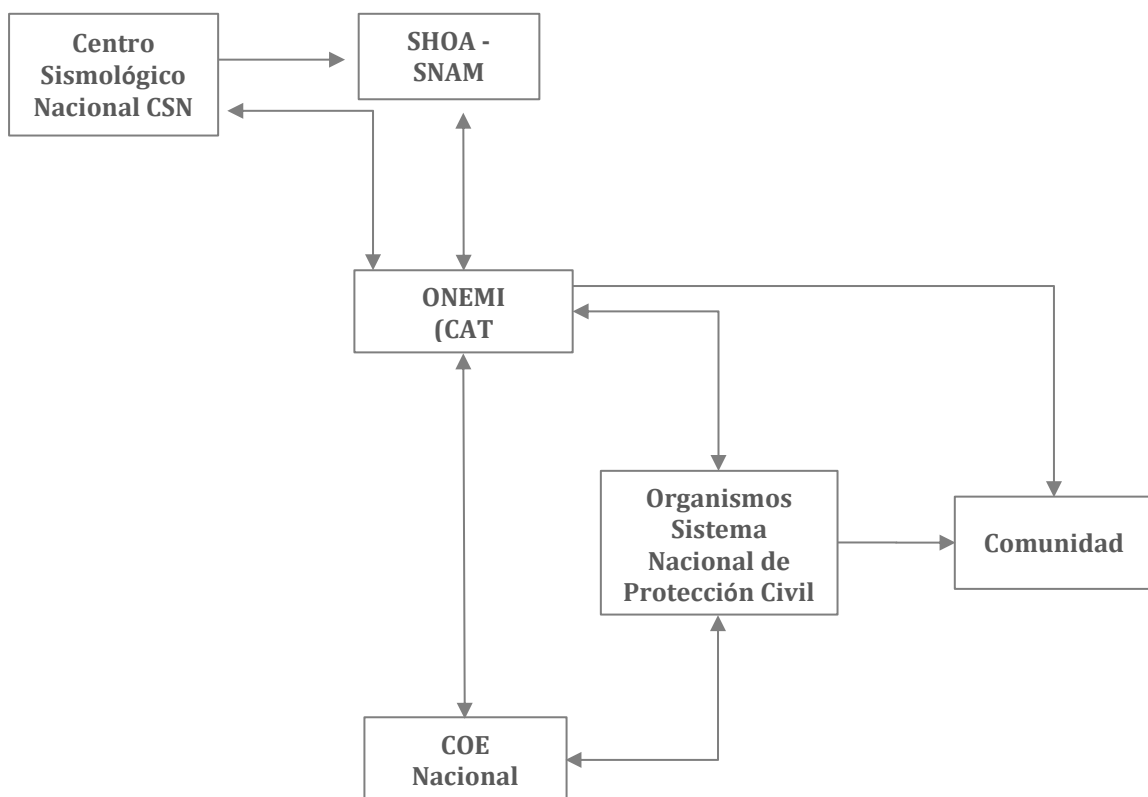 Centro
Sismológico
Nacional CSN
SHOA -
SNAM
ONEMI
(CAT
Organismos
Sistema
Nacional de
Protección Civil
Comunidad
COE
Nacional